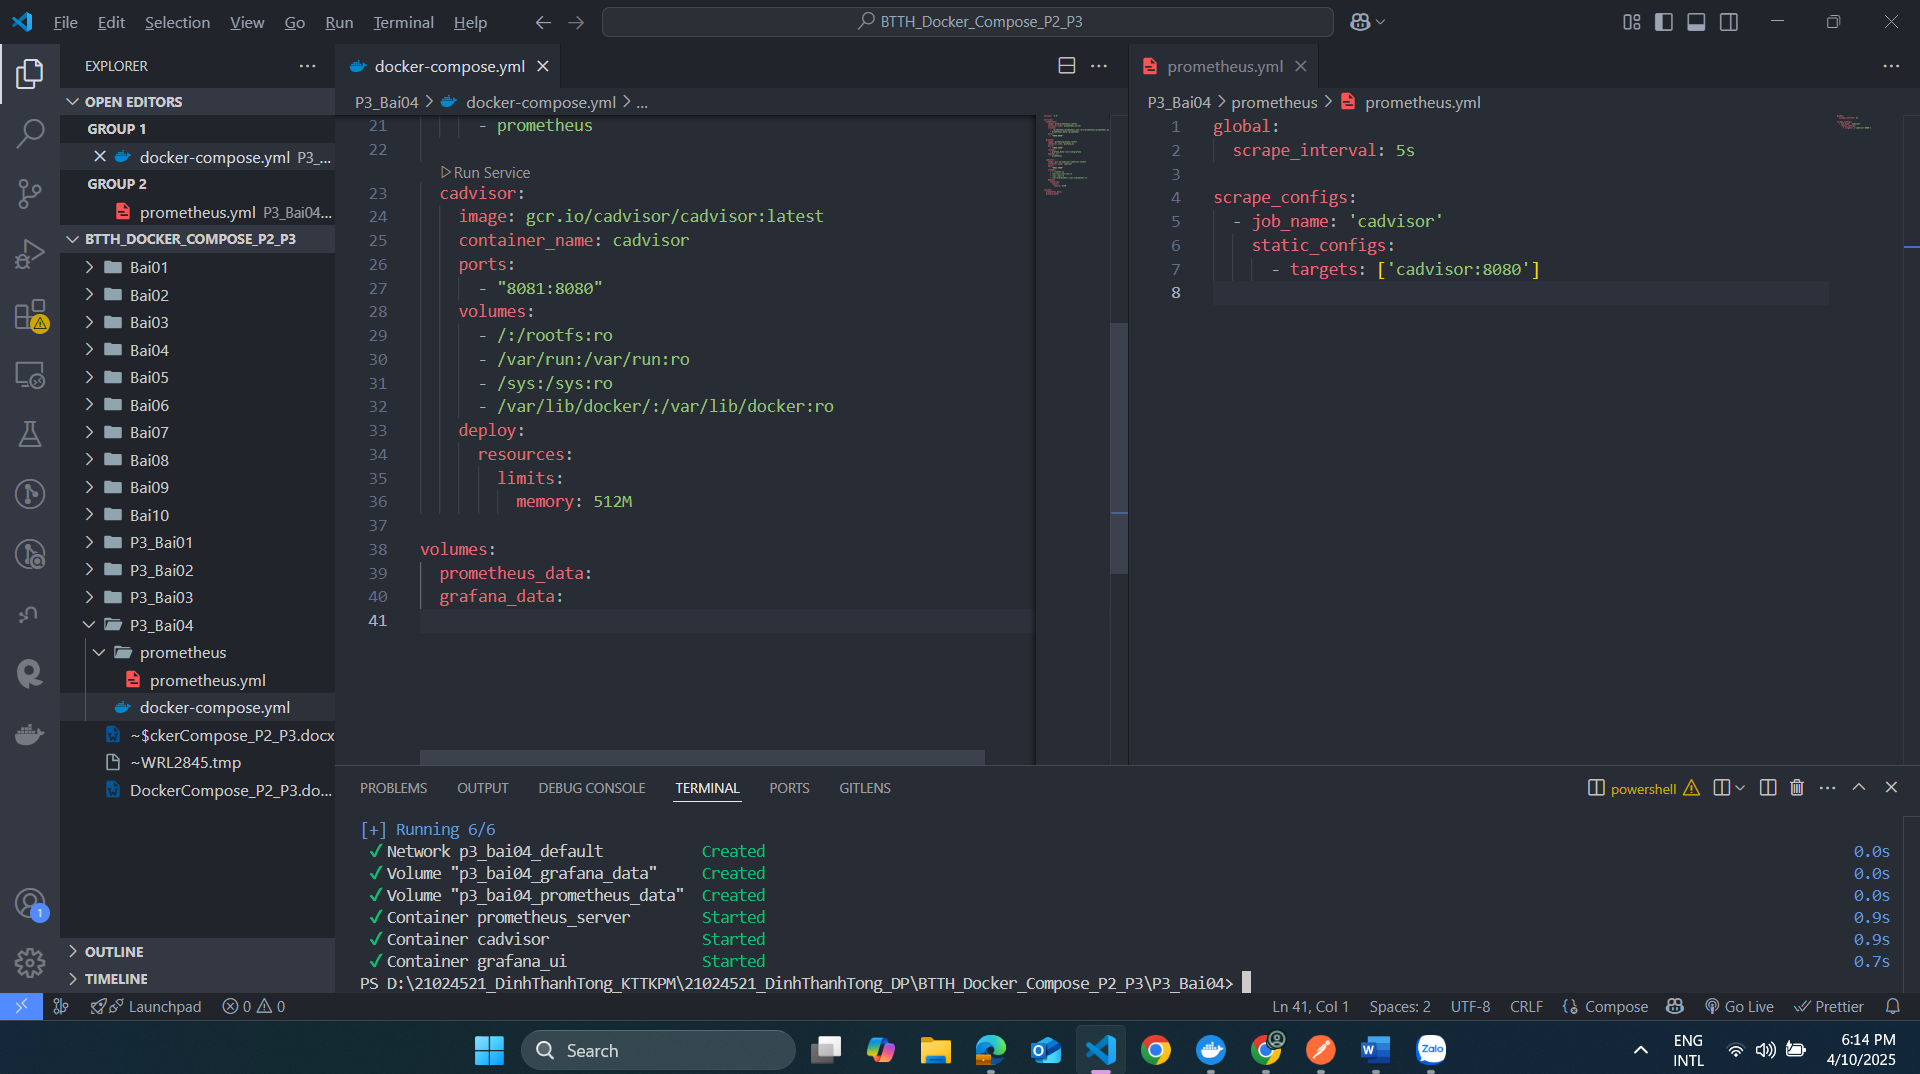 File Edit Selection View Go Run Terminal Help
BTTH_Docker_Compose_P2_P3
EXPLORER
OPEN EDITORS
GROUP 1
docker-compose.yml P3_...
GROUP 2
prometheus.yml P3_Bai04...
BTTH_DOCKER_COMPOSE_P2_P3
Bai01
Bai02
Bai03
Bai04
Bai05
Bai06
Bai07
Bai08
Bai09
Bai10
P3_Bai01
P3_Bai02
P3_Bai03
P3_Bai04
prometheus
prometheus.yml
docker-compose.yml
~$ckerCompose_P2_P3.docx
~WRL2845.tmp
DockerCompose_P2_P3.do...
OUTLINE
TIMELINE
docker-compose.yml
P3_Bai04 > docker-compose.yml > ...
21 - prometheus
22
Run Service
23 cadvisor:
24 image: gcr.io/cadvisor/cadvisor:latest
25 container_name: cadvisor
26 ports:
27 - "8081:8080"
28 volumes:
29 - /:/rootfs:ro
30 - /var/run:/var/run:ro
31 - /sys:/sys:ro
32 - /var/lib/docker/:/var/lib/docker:ro
33 deploy:
34 resources:
35 limits:
36 memory: 512M
37
38 volumes:
39 prometheus_data:
40 grafana_data:
41
prometheus.yml
P3_Bai04 > prometheus > prometheus.yml
1 global:
2 scrape_interval: 5s
3
4 scrape_configs:
5 - job_name: 'cadvisor'
6 static_configs:
7 - targets: ['cadvisor:8080']
8
PROBLEMS OUTPUT DEBUG CONSOLE TERMINAL PORTS GITLENS
powershell
[+] Running 6/6
✓ Network p3_bai04_default Created 0.0s
✓ Volume "p3_bai04_grafana_data" Created 0.0s
✓ Volume "p3_bai04_prometheus_data" Created 0.0s
✓ Container prometheus_server Started 0.9s
✓ Container cadvisor Started 0.9s
✓ Container grafana_ui Started 0.7s
PS D:\21024521_DinhThanhTong_KTTKPM\21024521_DinhThanhTong_DP\BTTH_Docker_Compose_P2_P3\P3_Bai04>
1
Launchpad 0 0 Ln 41, Col 1 Spaces: 2 UTF-8 CRLF Compose Go Live Prettier
Search
Zalo
ENG
INTL
6:14 PM
4/10/2025